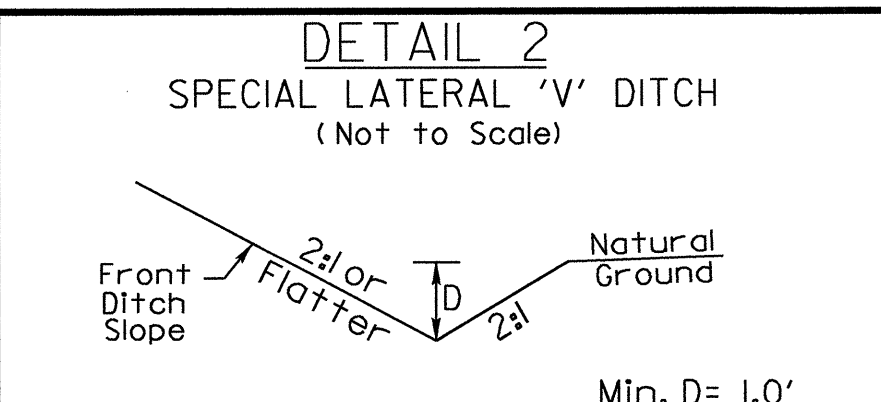 DETAIL 2
SPECIAL LATERAL 'V' DITCH
(Not to Scale)
Front
Ditch
Slope
2:1 or
Flatter
D
2:1
Natural
Ground
Min. D= 1.0'